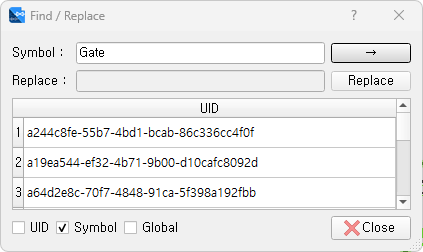 Find / Replace
Symbol : Gate →
Replace : Replace
UID
1 a244c8fe-55b7-4bd1-bcab-86c336cc4f0f
2 a19ea544-ef32-4b71-9b00-d10cafc8092d
3 a64d2e8c-70f7-4848-91ca-5f398a192fbb
UID Symbol Global Close